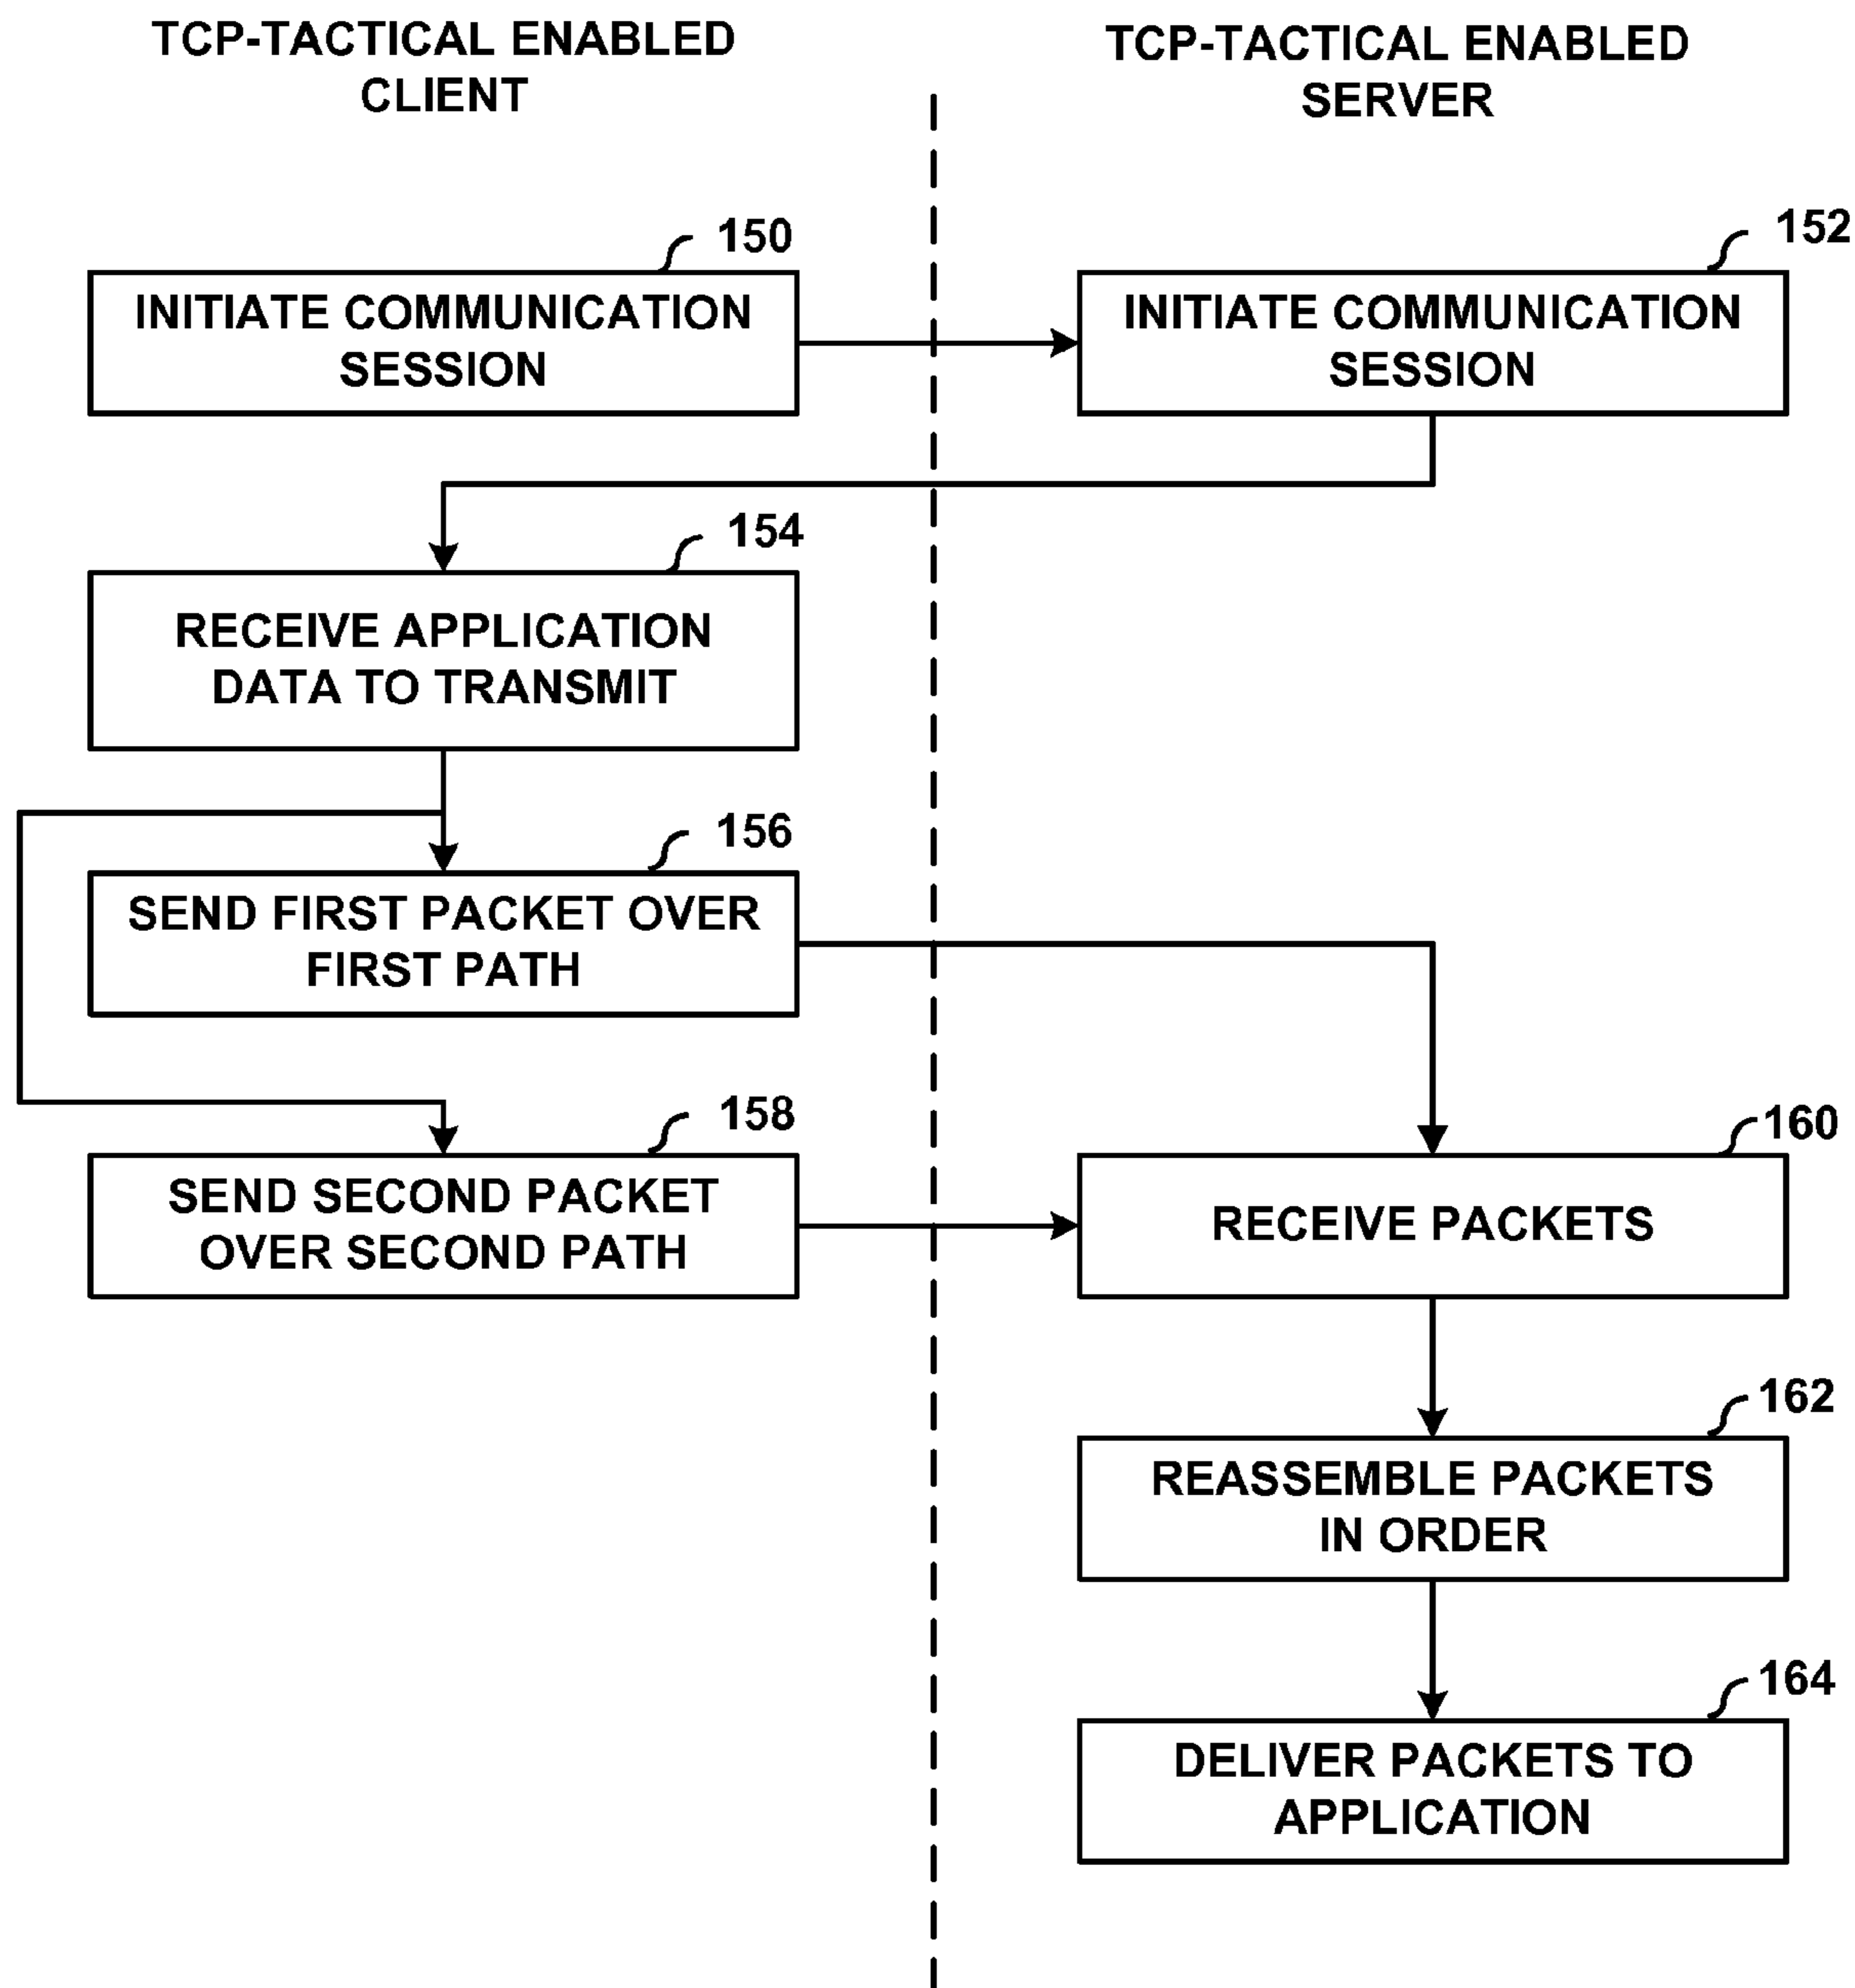 TCP-TACTICAL ENABLED
CLIENT
TCP-TACTICAL ENABLED
SERVER
150
INITIATE COMMUNICATION
SESSION
152
INITIATE COMMUNICATION
SESSION
154
RECEIVE APPLICATION
DATA TO TRANSMIT
156
SEND FIRST PACKET OVER
FIRST PATH
158
SEND SECOND PACKET
OVER SECOND PATH
160
RECEIVE PACKETS
162
REASSEMBLE PACKETS
IN ORDER
164
DELIVER PACKETS TO
APPLICATION